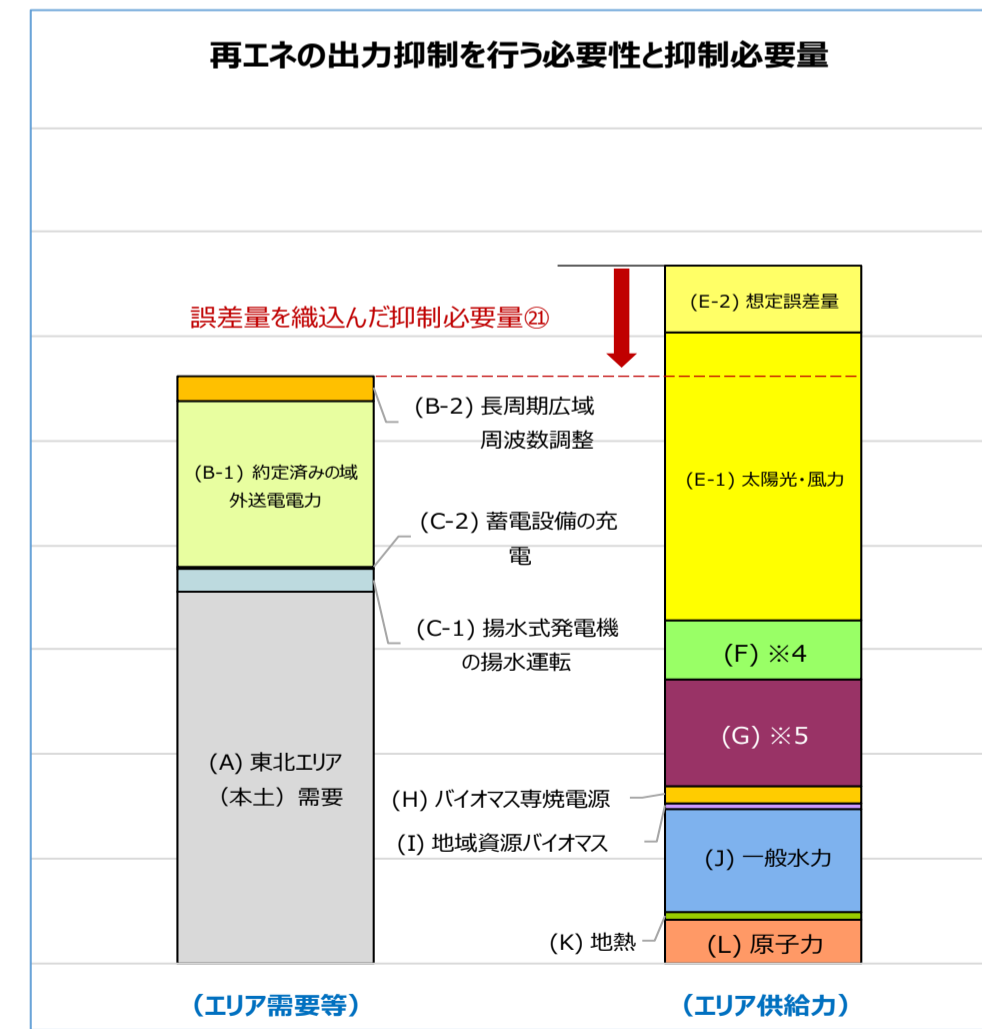 再エネの出力抑制を行う必要性と抑制必要量
(E-2) 想定誤差量
誤差量を織込んだ抑制必要量㉑
(B-2) 長周期広域
周波数調整
(B-1) 約定済みの域
外送電電力
(E-1) 太陽光・風力
(C-2) 蓄電設備の充
電
(C-1) 揚水式発電機
の揚水運転
(F) ※4
(G) ※5
(A) 東北エリア
（本土）需要
(H) バイオマス専焼電源
(I) 地域資源バイオマス
(J) 一般水力
(K) 地熱
(L) 原子力
（エリア需要等）
（エリア供給力）